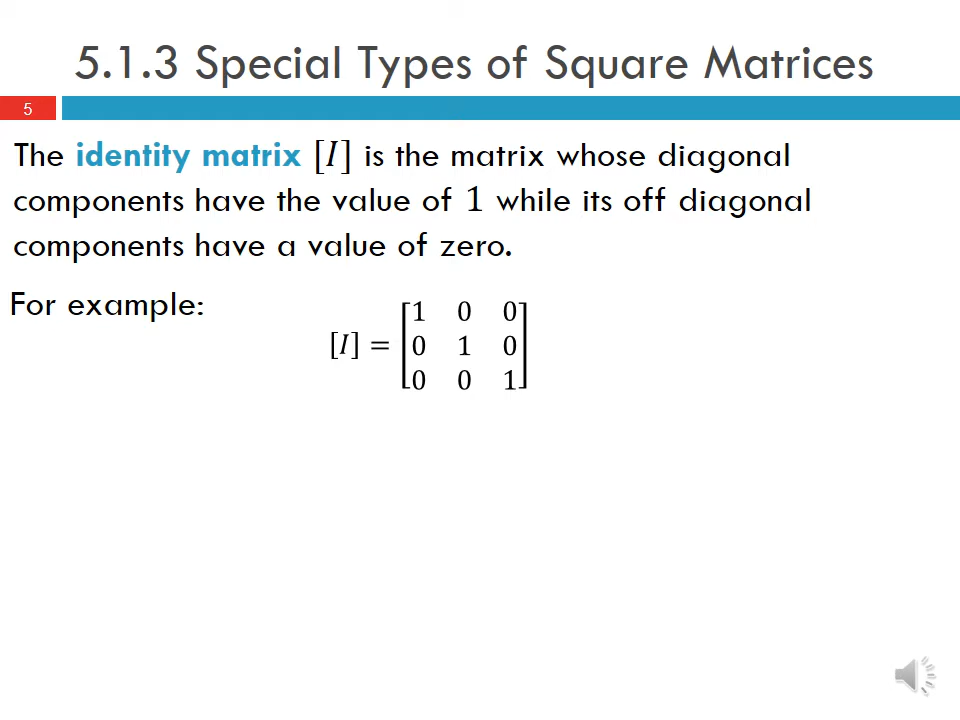 5.1.3 Special Types of Square Matrices
5
The identity matrix [I] is the matrix whose diagonal
components have the value of 1 while its off diagonal
components have a value of zero.
For example:
[I] = [1 0 0
0 1 0
0 0 1]